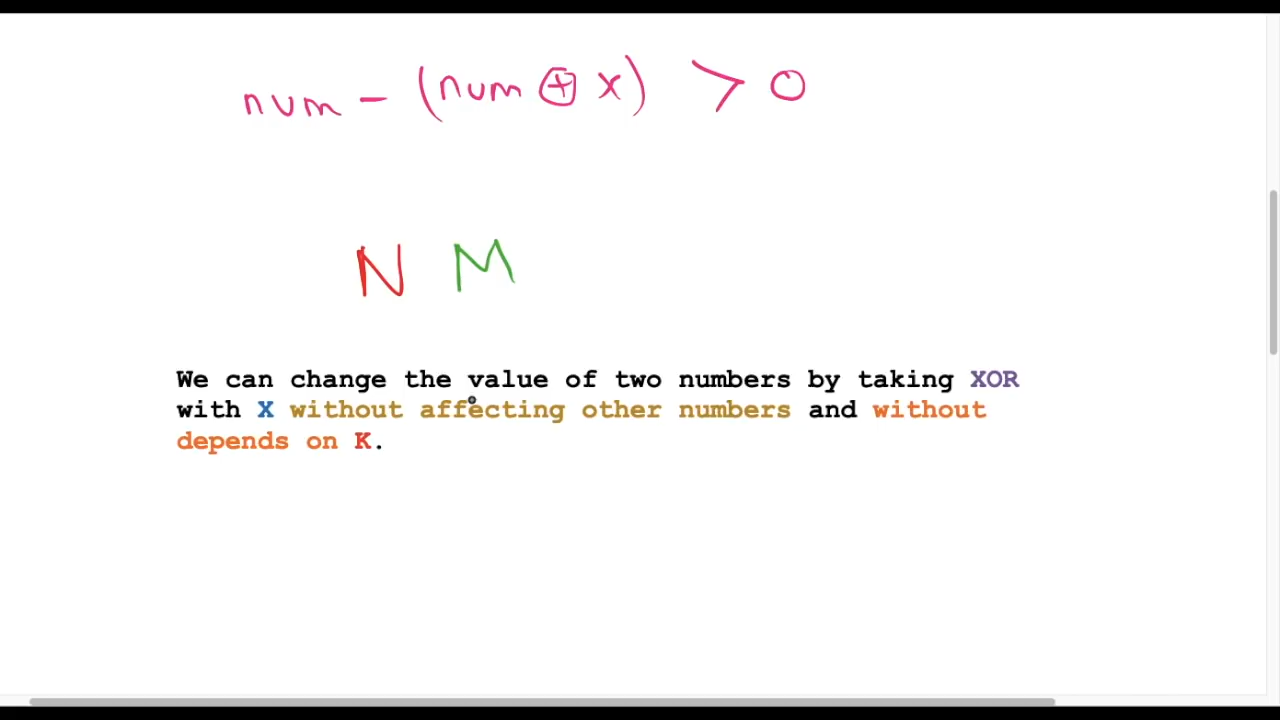 num - (num ⊕ x) > 0
N M
We can change the value of two numbers by taking XOR
with X without affecting other numbers and without
depends on K.